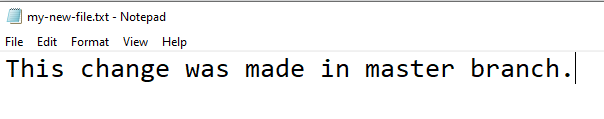 my-new-file.txt - Notepad
File Edit Format View Help
This change was made in master branch.